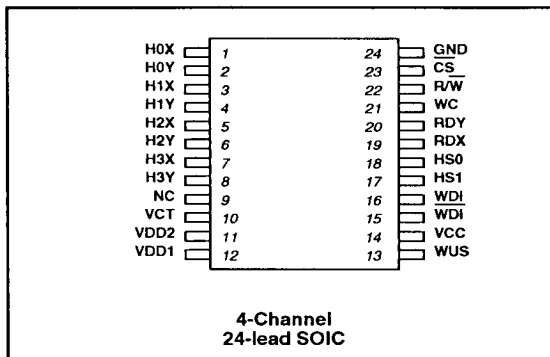 H0X 1 24 GND
H0Y 2 23 C̅S̅
H1X 3 22 R/W̅
H1Y 4 21 WC
H2X 5 20 RDY
H2Y 6 19 RDX
H3X 7 18 HS0
H3Y 8 17 HS1
NC 9 16 W̅D̅I̅
VCT 10 15 WDI
VDD2 11 14 VCC
VDD1 12 13 WUS
4-Channel
24-lead SOIC